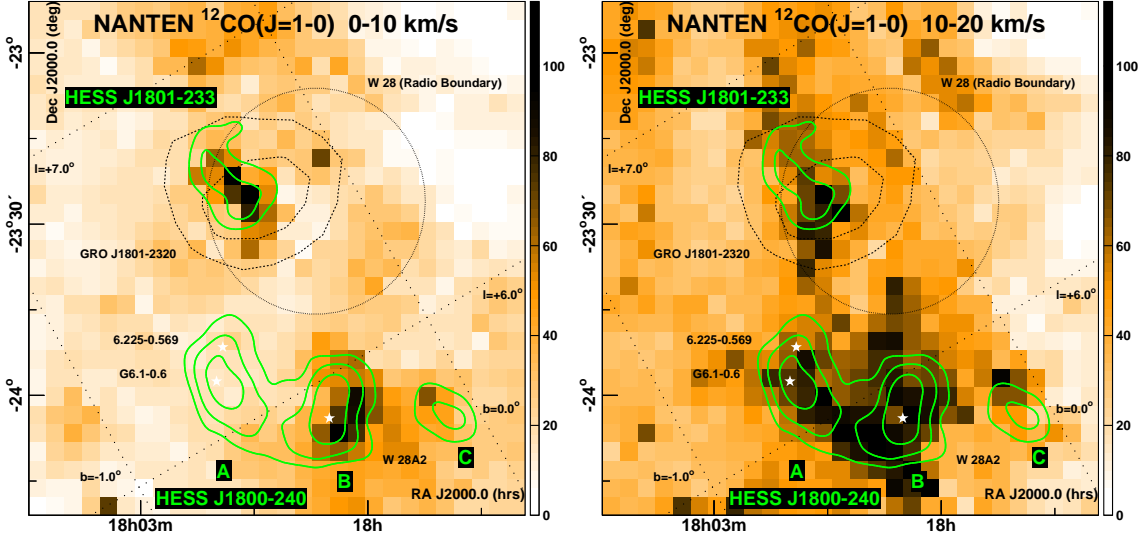 NANTEN ¹²CO(J=1-0) 0-10 km/s
Dec J2000.0 (deg)
-23°
W 28 (Radio Boundary)
HESS J1801-233
l=+7.0°
-23°30´
GRO J1801-2320
l=+6.0°
6.225-0.569
G6.1-0.6
-24°
b=0.0°
W 28A2
b=-1.0°
A
B
C
HESS J1800-240
RA J2000.0 (hrs)
18h03m
18h
100
80
60
40
20
0
NANTEN ¹²CO(J=1-0) 10-20 km/s
Dec J2000.0 (deg)
-23°
W 28 (Radio Boundary)
HESS J1801-233
l=+7.0°
-23°30´
GRO J1801-2320
l=+6.0°
6.225-0.569
G6.1-0.6
-24°
b=0.0°
W 28A2
b=-1.0°
A
B
C
HESS J1800-240
RA J2000.0 (hrs)
18h03m
18h
100
80
60
40
20
0